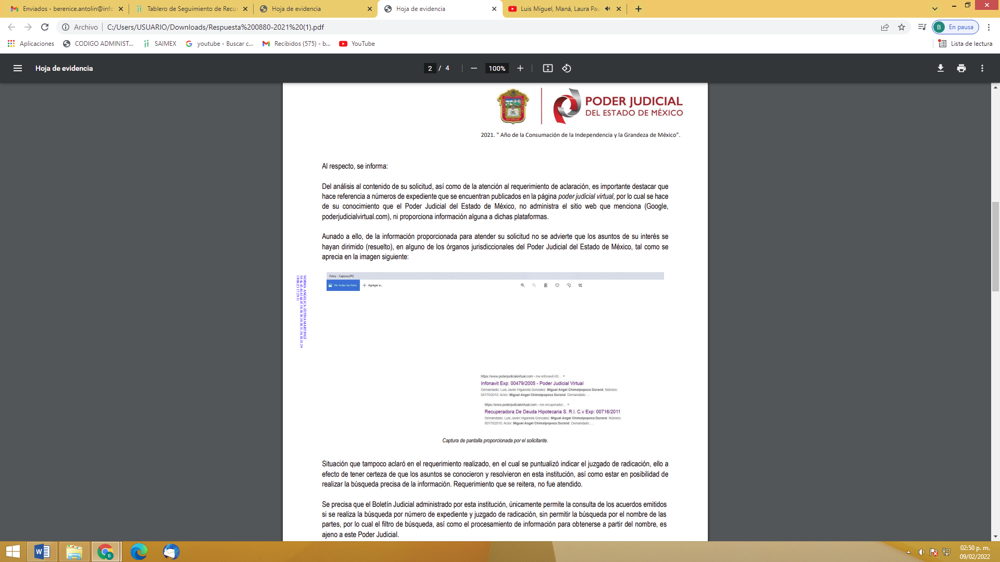 Enviados - berenice.antolin@info
Tablero de Seguimiento de Recur
Hoja de evidencia
Hoja de evidencia
Luis Miguel, Maná, Laura Pau
Archivo
C:/Users/USUARIO/Downloads/Respuesta%200880-2021%20(1).pdf
B En pausa
Aplicaciones
CODIGO ADMINIST...
SAIMEX
youtube - Buscar c...
Recibidos (575) - b...
YouTube
Lista de lectura
Hoja de evidencia
2 / 4
100%
PODER JUDICIAL
DEL ESTADO DE MÉXICO
2021. " Año de la Consumación de la Independencia y la Grandeza de México".
Al respecto, se informa:
Del análisis al contenido de su solicitud, así como de la atención al requerimiento de aclaración, es importante destacar que
hace referencia a números de expediente que se encuentran publicados en la página poder judicial virtual, por lo cual se hace
de su conocimiento que el Poder Judicial del Estado de México, no administra el sitio web que menciona (Google,
poderjudicialvirtual.com), ni proporciona información alguna a dichas plataformas.
Aunado a ello, de la información proporcionada para atender su solicitud no se advierte que los asuntos de su interés se
hayan dirimido (resuelto), en alguno de los órganos jurisdiccionales del Poder Judicial del Estado de México, tal como se
aprecia en la imagen siguiente:
NORMA ANGELICA ZETINA MARTINEZ
Fotos - Captura.JPG
Ver todas las fotos
Agregar a...
https://www.poderjudicialvirtual.com › me-infonavit-00...
Infonavit Exp: 00479/2005 - Poder Judicial Virtual
Demandado: Luis Javier Higareda Gonzalez. Miguel Angel Chimalpopoca Durand. Número:
00170/2010. Actor: Miguel Angel Chimalpopoca Durand. Demandado: ...
https://www.poderjudicialvirtual.com › me-recuperador...
Recuperadora De Deuda Hipotecaria S. R.l. C.v Exp: 00716/2011
Demandado: Luis Javier Higareda Gonzalez. Miguel Angel Chimalpopoca Durand. Número:
00170/2010. Actor: Miguel Angel Chimalpopoca Durand. Demandado: ...
Captura de pantalla proporcionada por el solicitante.
Situación que tampoco aclaró en el requerimiento realizado, en el cual se puntualizó indicar el juzgado de radicación, ello a
efecto de tener certeza de que los asuntos se conocieron y resolvieron en esta institución, así como estar en posibilidad de
realizar la búsqueda precisa de la información. Requerimiento que se reitera, no fue atendido.
Se precisa que el Boletín Judicial administrado por esta institución, únicamente permite la consulta de los acuerdos emitidos
si se realiza la búsqueda por número de expediente y juzgado de radicación, sin permitir la búsqueda por el nombre de las
partes, por lo cual el filtro de búsqueda, así como el procesamiento de información para obtenerse a partir del nombre, es
ajeno a este Poder Judicial.
02:50 p. m.
09/02/2022